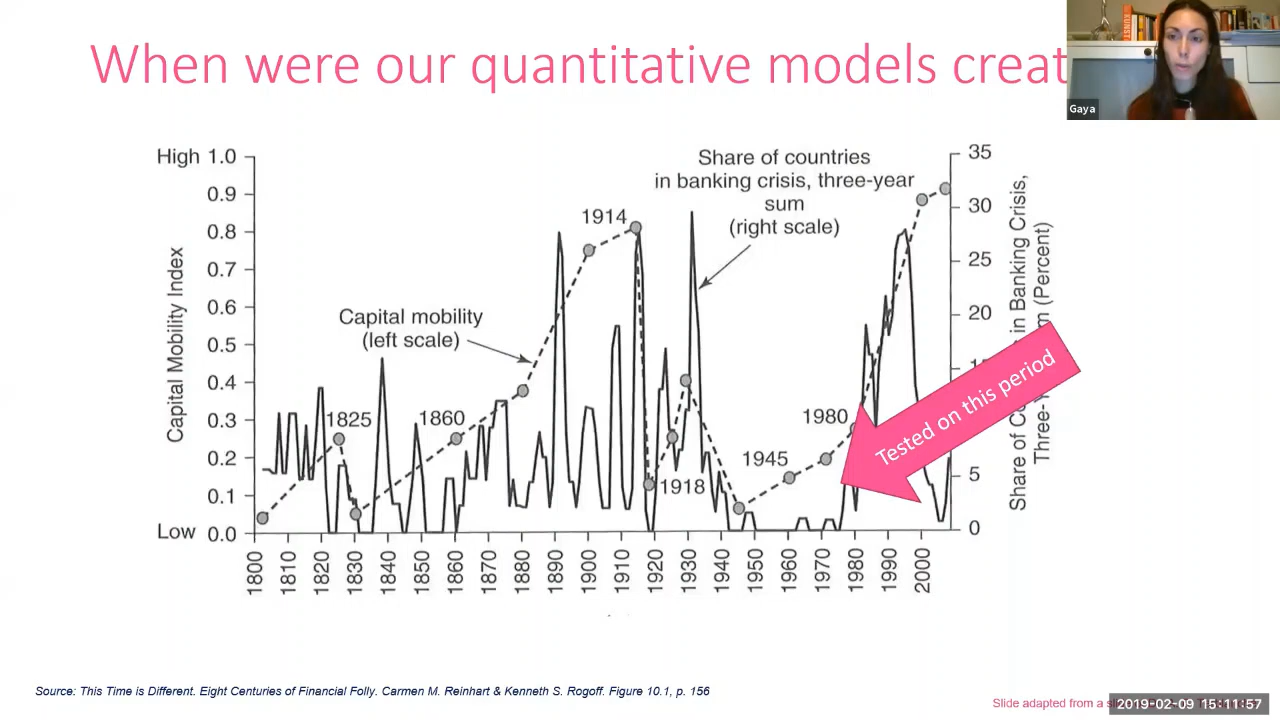 When were our quantitative models creat
Gaya
High 1.0
0.9
0.8
0.7
0.6
0.5
0.4
0.3
0.2
0.1
Low 0.0
Capital Mobility Index
Capital mobility
(left scale)
Share of countries
in banking crisis, three-year
sum
(right scale)
1825
1860
1914
1918
1945
1980
35
30
25
20
5
0
Share of in Banking Crisis,
Three- (Percent)
Tested on this period
1800
1810
1820
1830
1840
1850
1860
1870
1880
1890
1900
1910
1920
1930
1940
1950
1960
1970
1980
1990
2000
Source: This Time is Different. Eight Centuries of Financial Folly. Carmen M. Reinhart & Kenneth S. Rogoff. Figure 10.1, p. 156
Slide adapted from a
2019-02-09 15:11:57